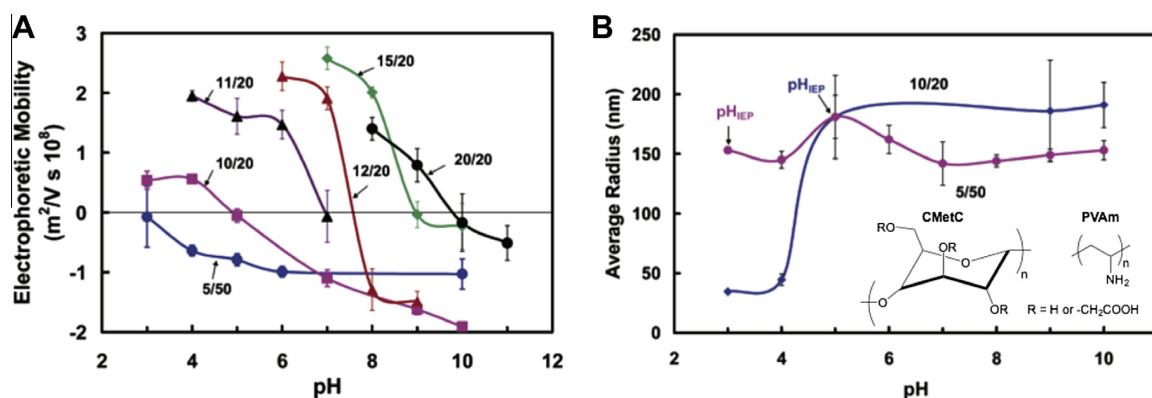 A
Electrophoretic Mobility
(m²/V s 10⁸)
3
2
1
0
-1
-2
11/20
15/20
10/20
12/20
20/20
5/50
2
4
6
8
10
12
pH
B
Average Radius (nm)
250
200
150
100
50
0
pH_IEP
pH_IEP
10/20
5/50
CMetC
PVAm
RO
OR
O
O
OR
n
n
NH₂
R = H or -CH₂COOH
2
4
6
8
10
pH